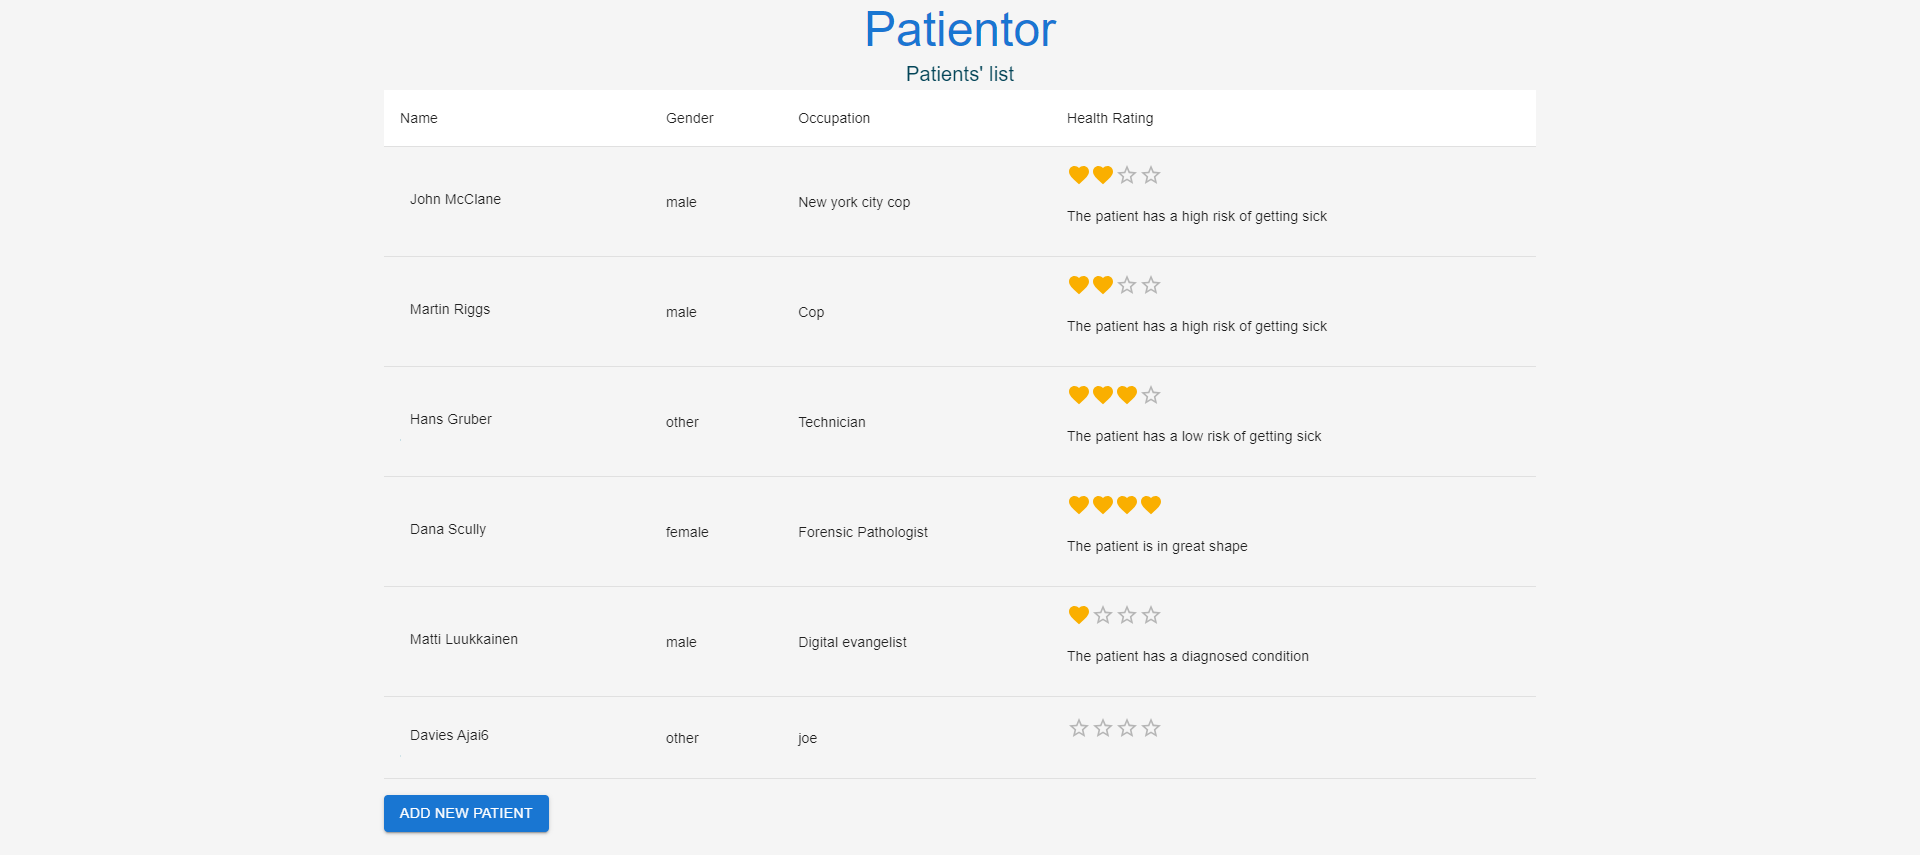 Patientor
Patients' list
Name Gender Occupation Health Rating
John McClane male New york city cop
The patient has a high risk of getting sick
Martin Riggs male Cop
The patient has a high risk of getting sick
Hans Gruber other Technician
The patient has a low risk of getting sick
Dana Scully female Forensic Pathologist
The patient is in great shape
Matti Luukkainen male Digital evangelist
The patient has a diagnosed condition
Davies Ajai6 other joe
ADD NEW PATIENT